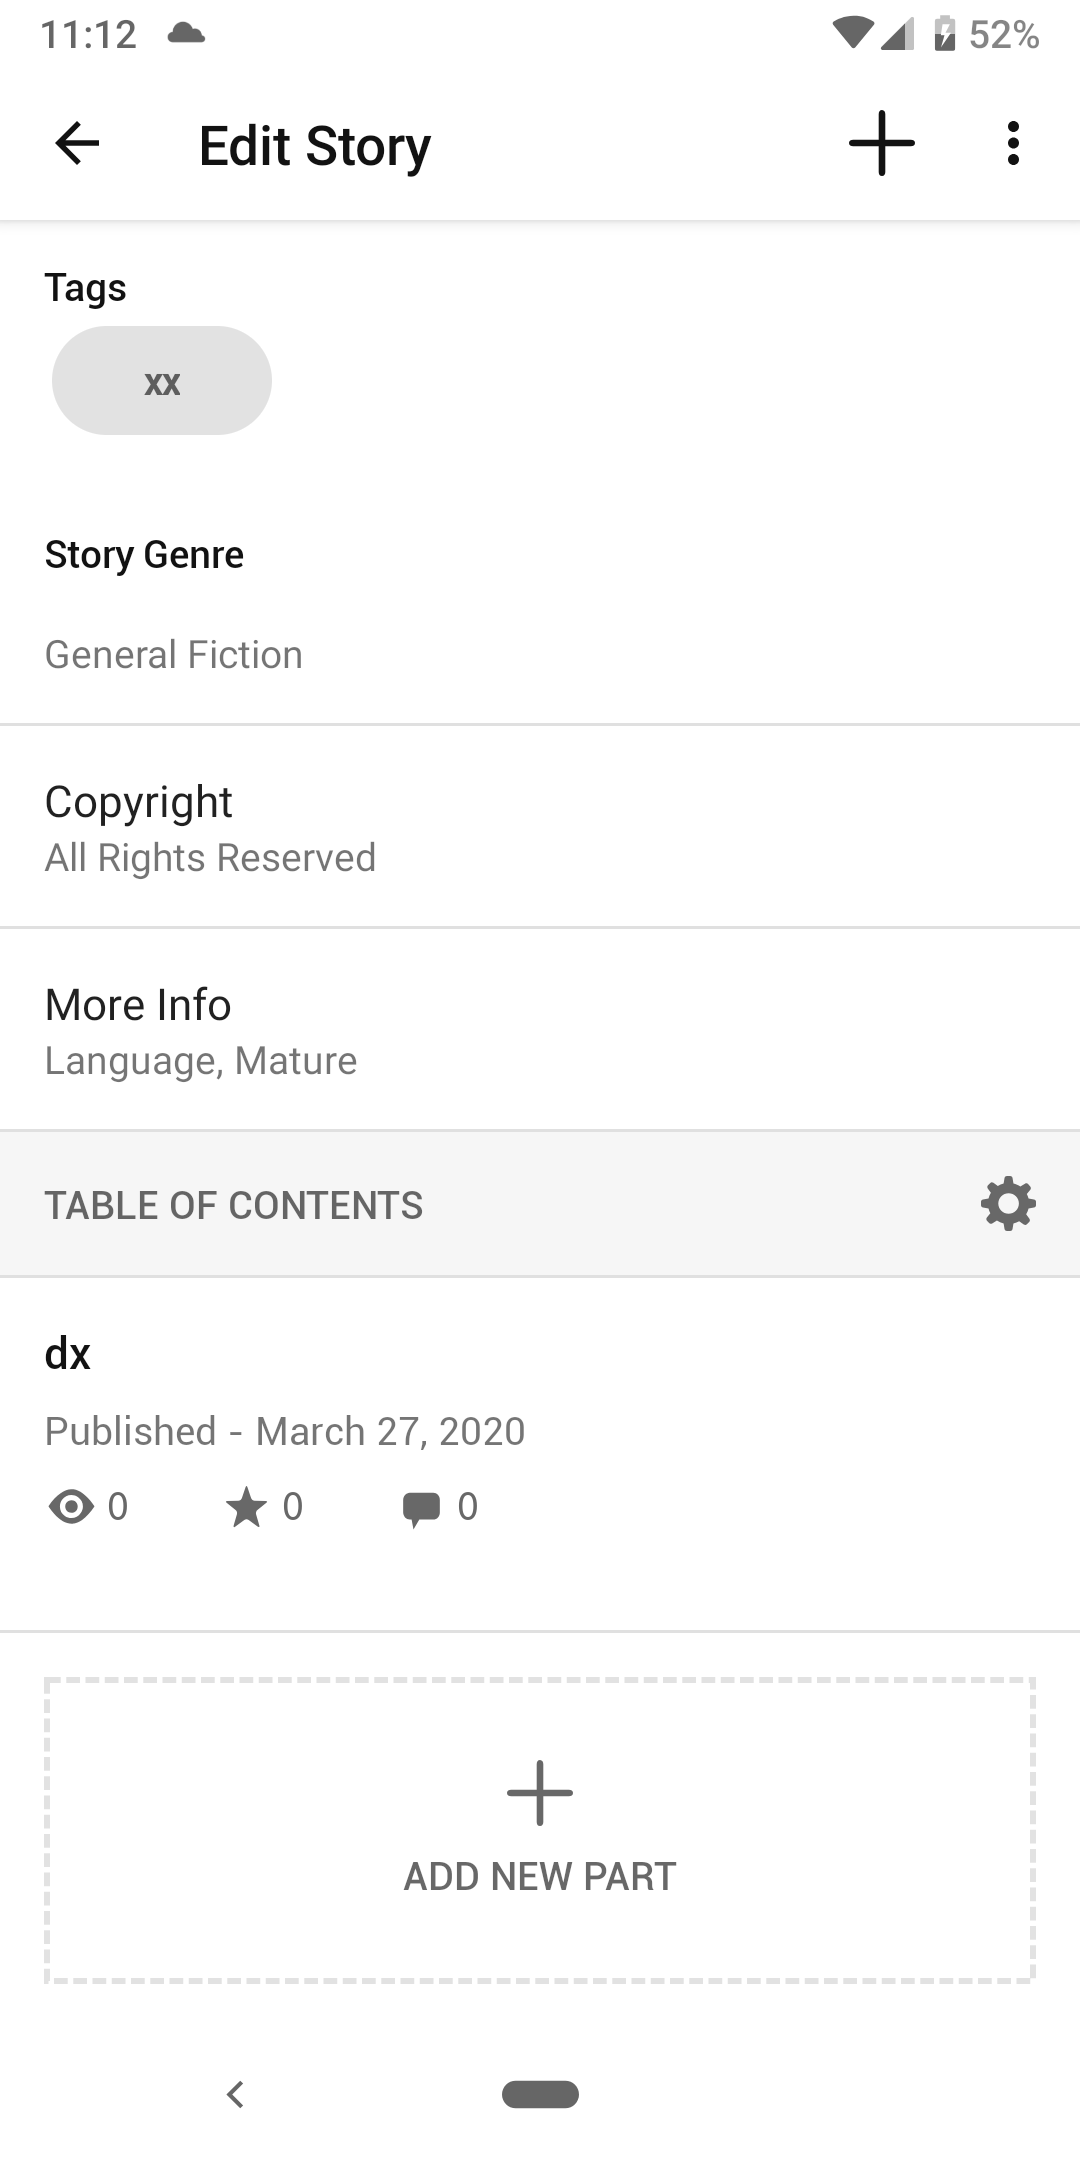 11:12 52%
Edit Story
Tags
xx
Story Genre
General Fiction
Copyright
All Rights Reserved
More Info
Language, Mature
TABLE OF CONTENTS
dx
Published - March 27, 2020
0 0 0
ADD NEW PART